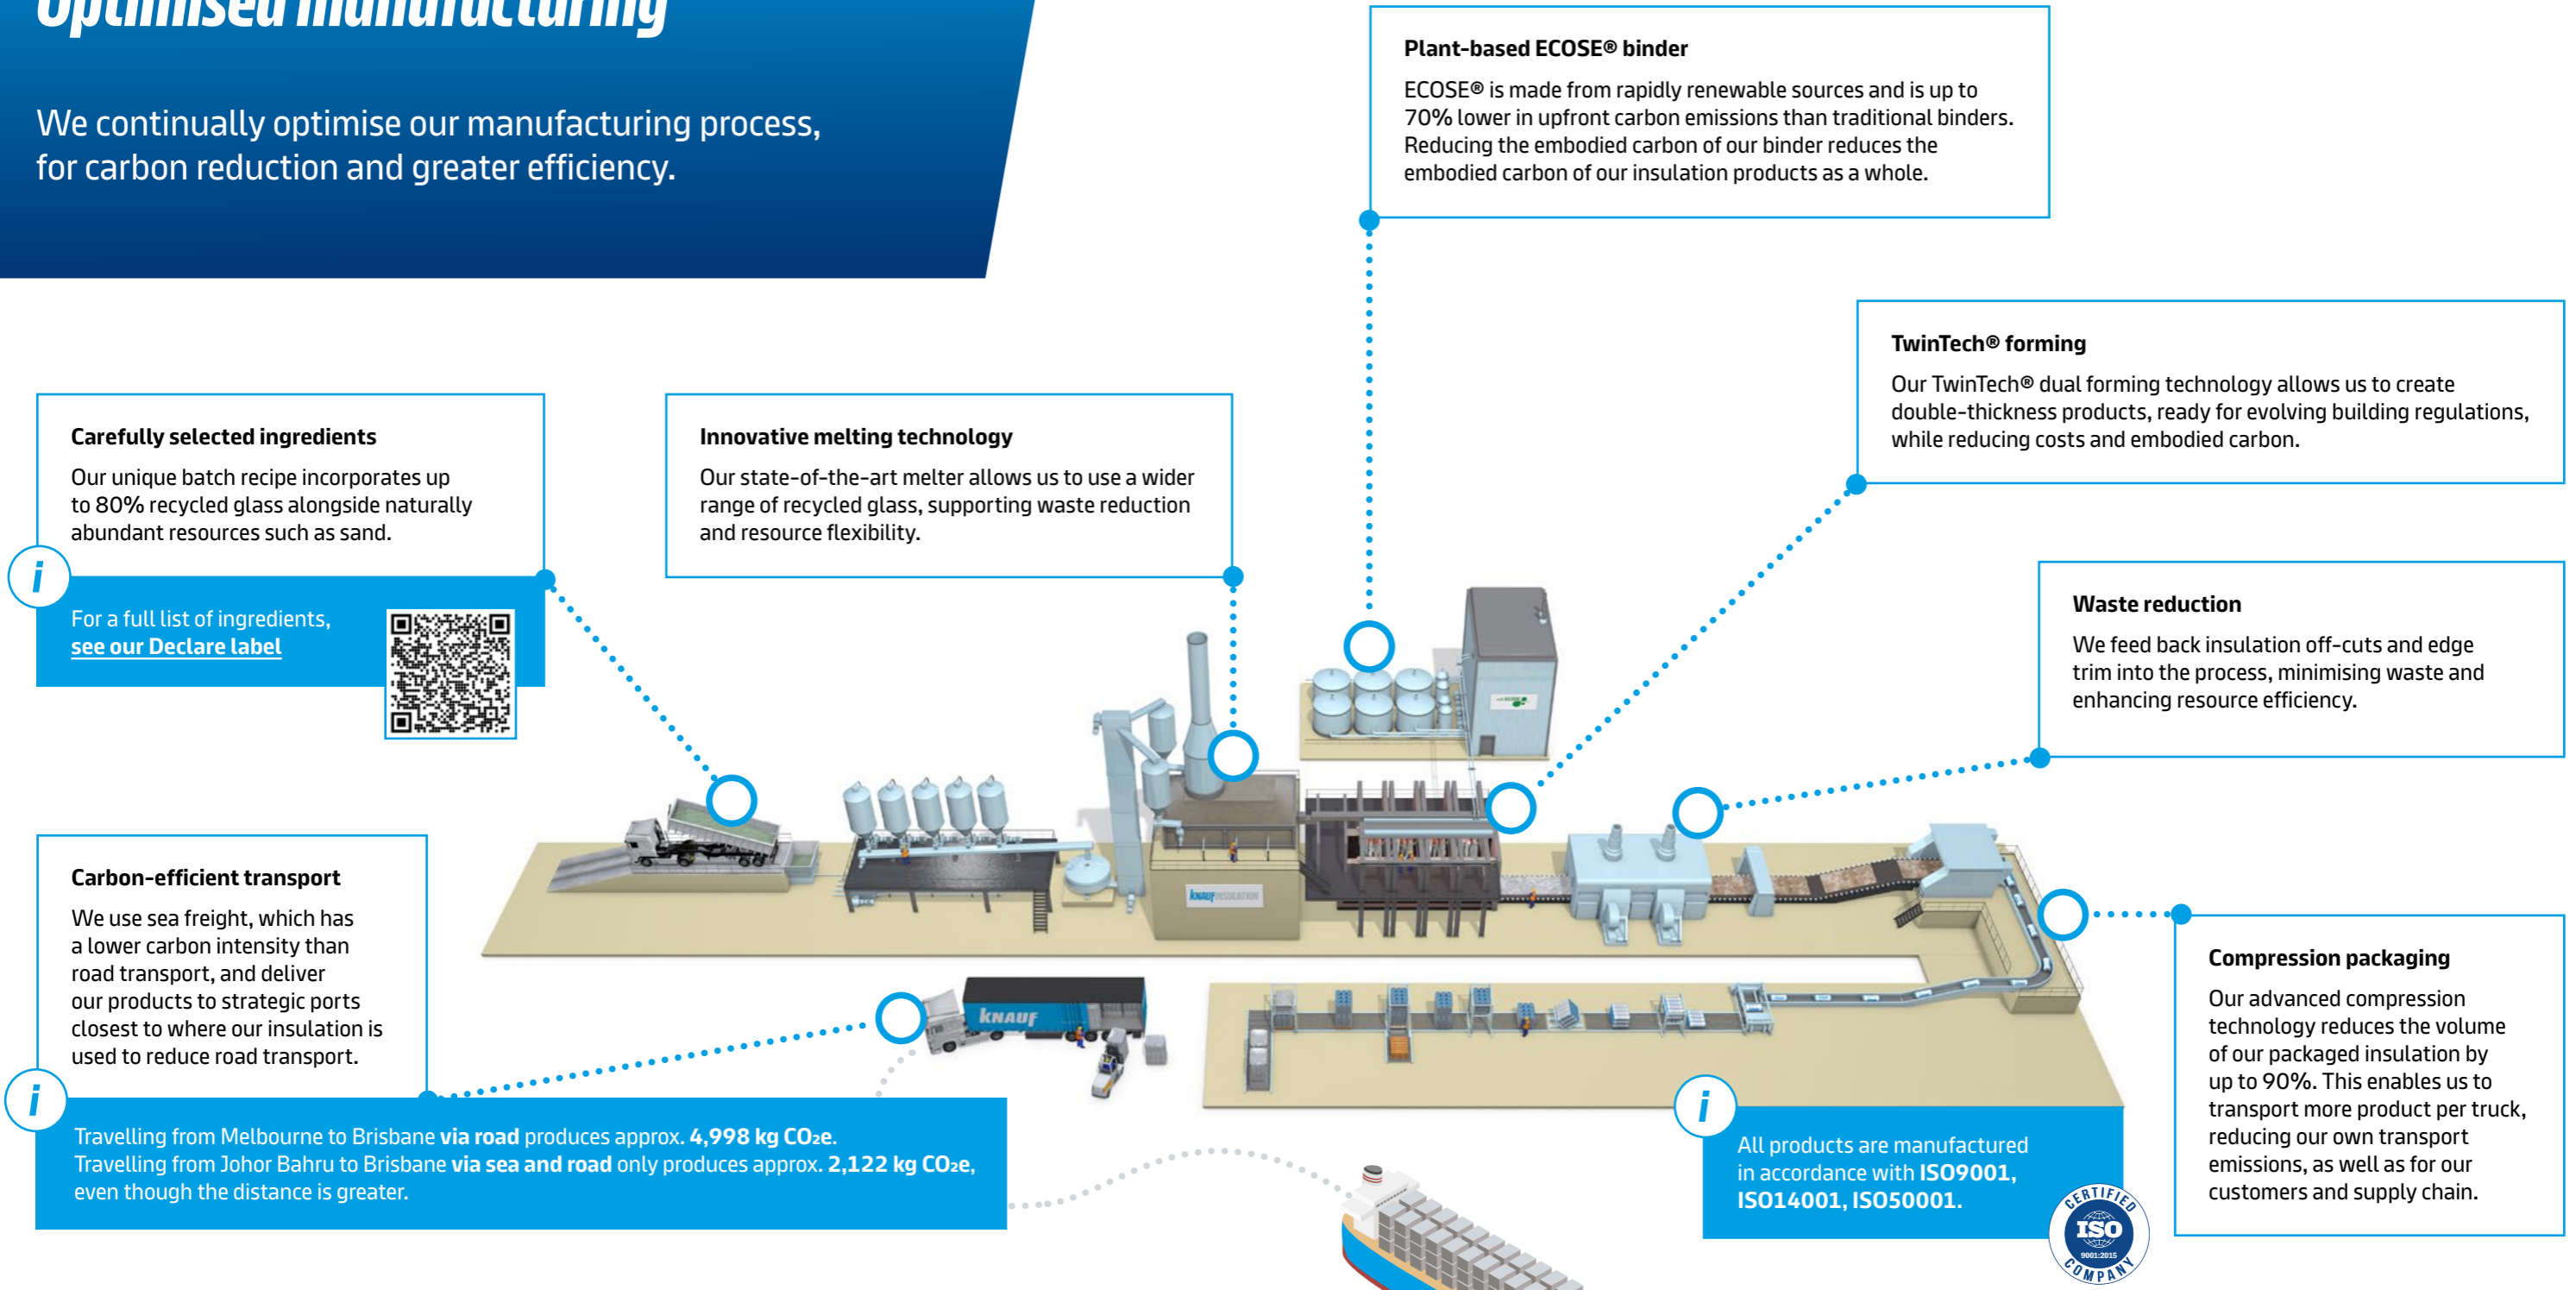 Optimised manufacturing
We continually optimise our manufacturing process,
for carbon reduction and greater efficiency.
Plant-based ECOSE® binder
ECOSE® is made from rapidly renewable sources and is up to
70% lower in upfront carbon emissions than traditional binders.
Reducing the embodied carbon of our binder reduces the
embodied carbon of our insulation products as a whole.
TwinTech® forming
Our TwinTech® dual forming technology allows us to create
double-thickness products, ready for evolving building regulations,
while reducing costs and embodied carbon.
Carefully selected ingredients
Our unique batch recipe incorporates up
to 80% recycled glass alongside naturally
abundant resources such as sand.
i
For a full list of ingredients,
see our Declare label
Innovative melting technology
Our state-of-the-art melter allows us to use a wider
range of recycled glass, supporting waste reduction
and resource flexibility.
Waste reduction
We feed back insulation off-cuts and edge
trim into the process, minimising waste and
enhancing resource efficiency.
KNAUF INSULATION
Carbon-efficient transport
We use sea freight, which has
a lower carbon intensity than
road transport, and deliver
our products to strategic ports
closest to where our insulation is
used to reduce road transport.
KNAUF
i
Travelling from Melbourne to Brisbane via road produces approx. 4,998 kg CO₂e.
Travelling from Johor Bahru to Brisbane via sea and road only produces approx. 2,122 kg CO₂e,
even though the distance is greater.
Compression packaging
Our advanced compression
technology reduces the volume
of our packaged insulation by
up to 90%. This enables us to
transport more product per truck,
reducing our own transport
emissions, as well as for our
customers and supply chain.
i
All products are manufactured
in accordance with ISO9001,
ISO14001, ISO50001.
CERTIFIED
ISO
9001:2015
COMPANY